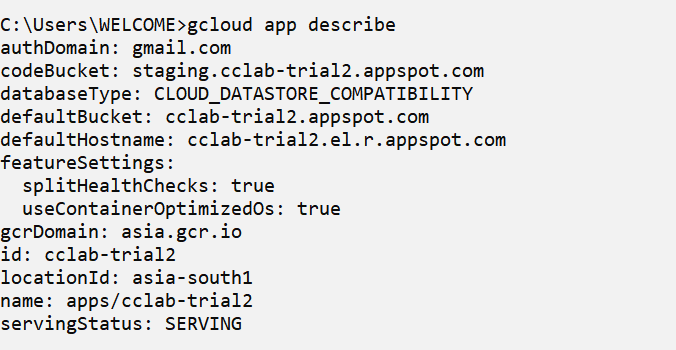 C:\Users\WELCOME>gcloud app describe
authDomain: gmail.com
codeBucket: staging.cclab-trial2.appspot.com
databaseType: CLOUD_DATASTORE_COMPATIBILITY
defaultBucket: cclab-trial2.appspot.com
defaultHostname: cclab-trial2.el.r.appspot.com
featureSettings:
  splitHealthChecks: true
  useContainerOptimizedOs: true
gcrDomain: asia.gcr.io
id: cclab-trial2
locationId: asia-south1
name: apps/cclab-trial2
servingStatus: SERVING